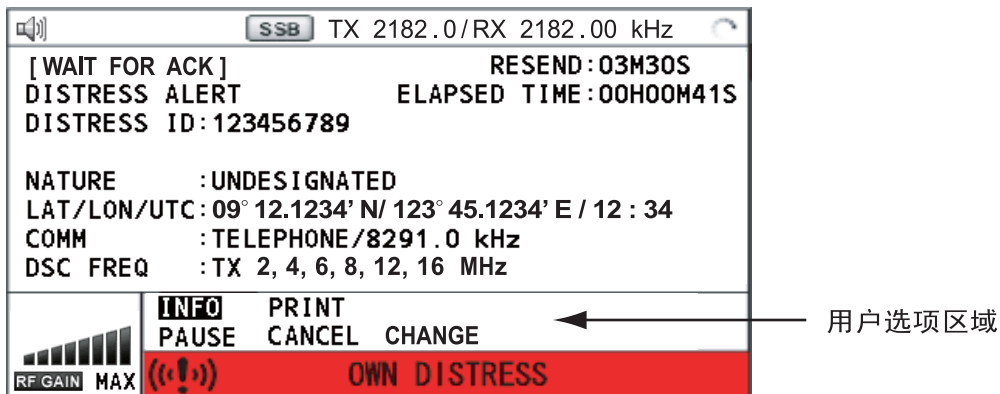 SSB TX 2182.0/RX 2182.00 kHz
[WAIT FOR ACK] RESEND:03M30S
DISTRESS ALERT ELAPSED TIME:00H00M41S
DISTRESS ID:123456789
NATURE :UNDESIGNATED
LAT/LON/UTC:09° 12.1234' N/ 123° 45.1234' E / 12 : 34
COMM :TELEPHONE/8291.0 kHz
DSC FREQ :TX 2, 4, 6, 8, 12, 16 MHz
INFO PRINT
PAUSE CANCEL CHANGE
用户选项区域
RF GAIN MAX
OWN DISTRESS